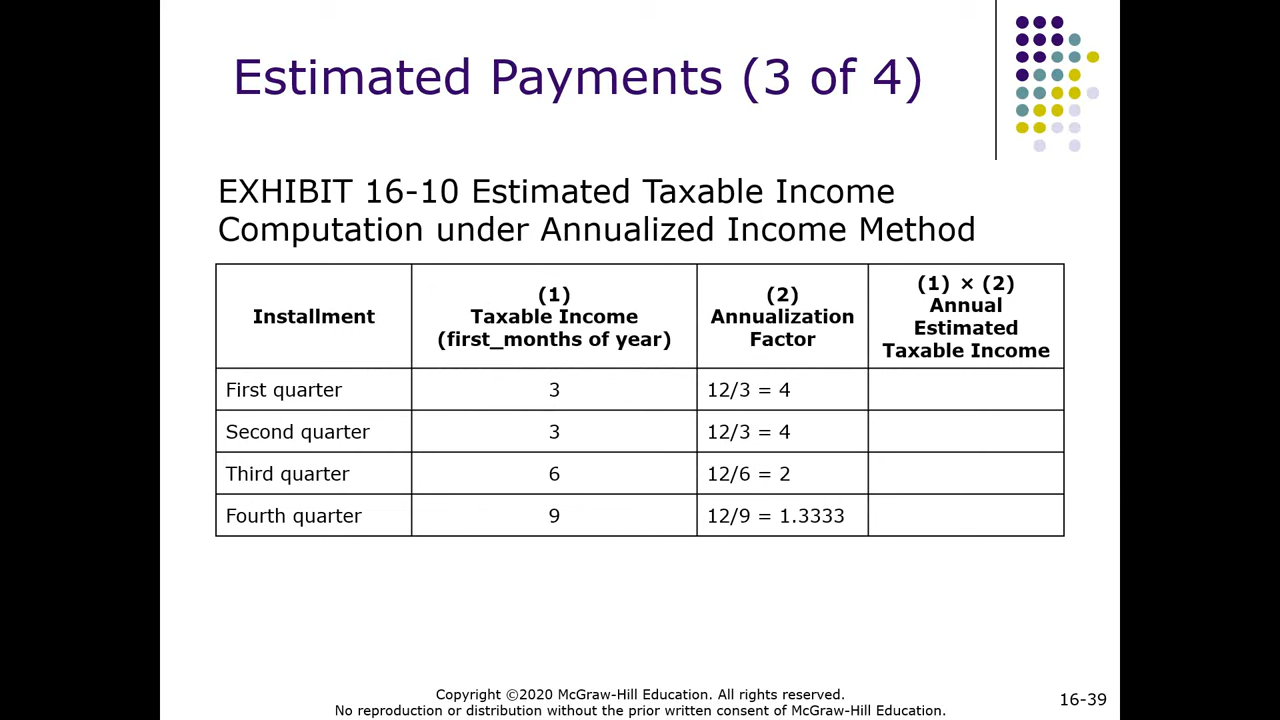 Estimated Payments (3 of 4)
EXHIBIT 16-10 Estimated Taxable Income
Computation under Annualized Income Method
Installment
(1)
Taxable Income
(first_months of year)
(2)
Annualization
Factor
(1) × (2)
Annual
Estimated
Taxable Income
First quarter 3 12/3 = 4
Second quarter 3 12/3 = 4
Third quarter 6 12/6 = 2
Fourth quarter 9 12/9 = 1.3333
Copyright ©2020 McGraw-Hill Education. All rights reserved.
No reproduction or distribution without the prior written consent of McGraw-Hill Education.
16-39